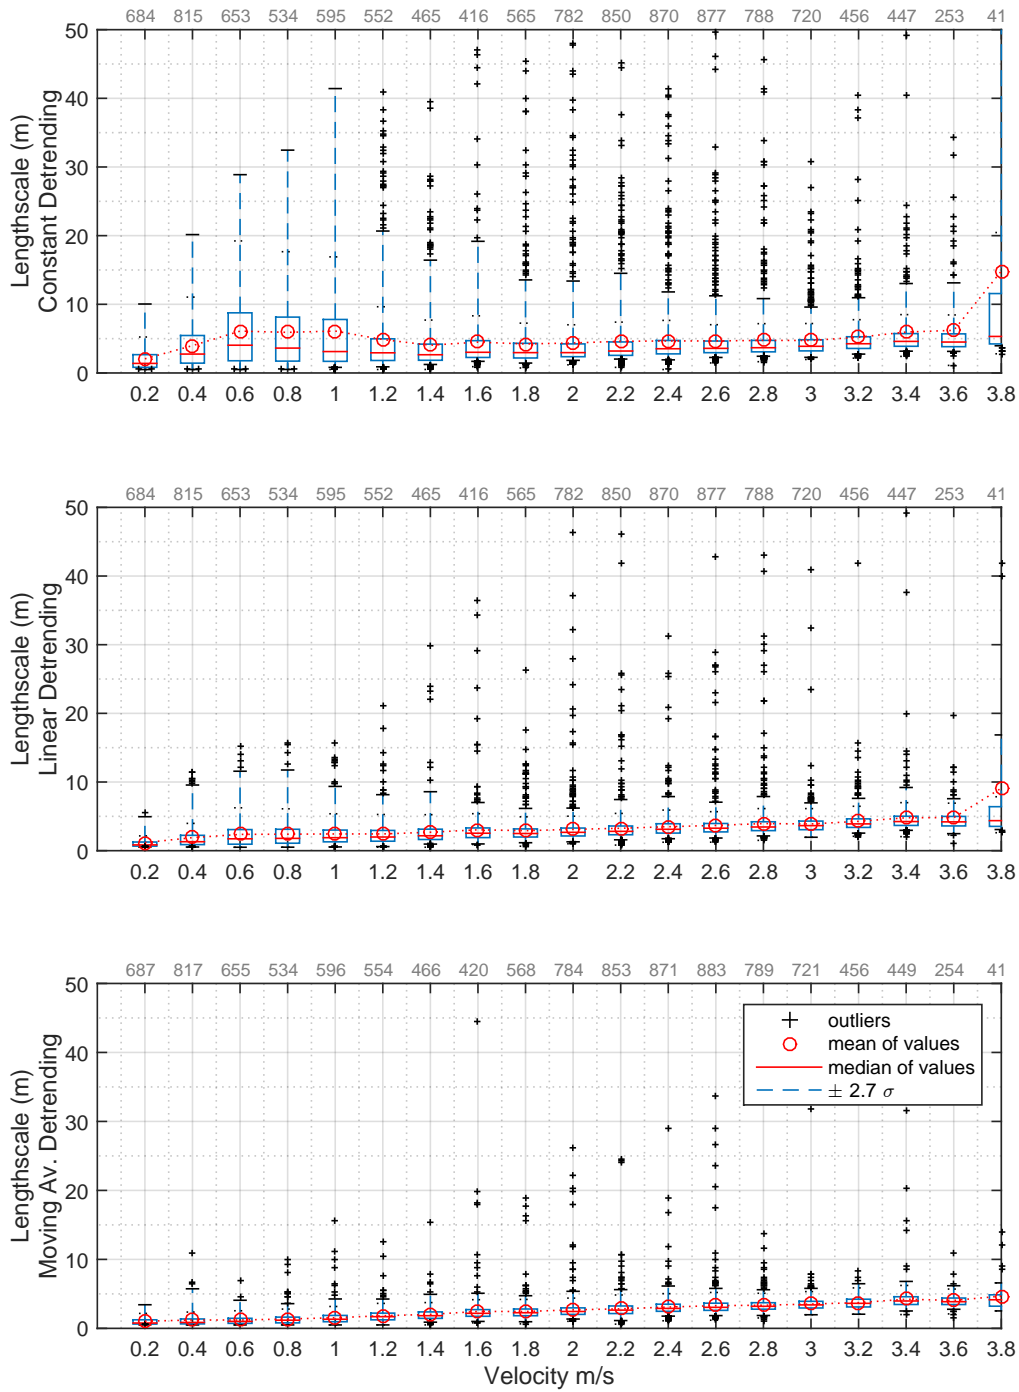 684 815 653 534 595 552 465 416 565 782 850 870 877 788 720 456 447 253 41
50
40
30
20
10
0
Lengthscale (m)
Constant Detrending
0.2 0.4 0.6 0.8 1 1.2 1.4 1.6 1.8 2 2.2 2.4 2.6 2.8 3 3.2 3.4 3.6 3.8
684 815 653 534 595 552 465 416 565 782 850 870 877 788 720 456 447 253 41
50
40
30
20
10
0
Lengthscale (m)
Linear Detrending
0.2 0.4 0.6 0.8 1 1.2 1.4 1.6 1.8 2 2.2 2.4 2.6 2.8 3 3.2 3.4 3.6 3.8
687 817 655 534 596 554 466 420 568 784 853 871 883 789 721 456 449 254 41
50
40
30
20
10
0
Lengthscale (m)
Moving Av. Detrending
outliers
mean of values
median of values
± 2.7 σ
0.2 0.4 0.6 0.8 1 1.2 1.4 1.6 1.8 2 2.2 2.4 2.6 2.8 3 3.2 3.4 3.6 3.8
Velocity m/s